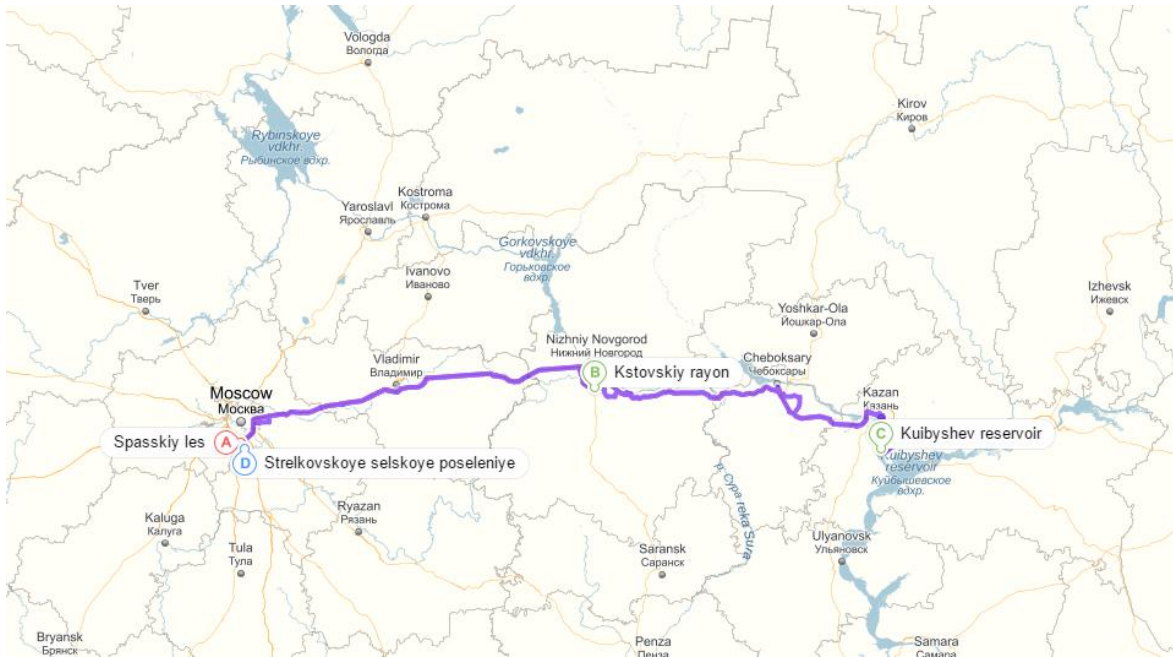 Vologda
Вологда
Kirov
Киров
Rybinskoye
vdkhr.
Рыбинское вдхр.
Kostroma
Кострома
Yaroslavl
Ярославль
Gorkovskoye
vdkhr.
Горьковское
вдхр.
Ivanovo
Иваново
Tver
Тверь
Izhevsk
Ижевск
Yoshkar-Ola
Йошкар-Ола
Nizhniy Novgorod
Нижний Новгород
Vladimir
Владимир
Cheboksary
Чебоксары
B
Kstovskiy rayon
Moscow
Москва
Kazan
Казань
Spasskiy les
A
C
Kuibyshev reservoir
D
Strelkovskoye selskoye poseleniye
Kuibyshev
reservoir
Куйбышевское
вдхр.
р. Сура reka Sura
Ryazan
Рязань
Kaluga
Калуга
Ulyanovsk
Ульяновск
Tula
Тула
Saransk
Саранск
Bryansk
Брянск
Penza
Пенза
Samara
Самара